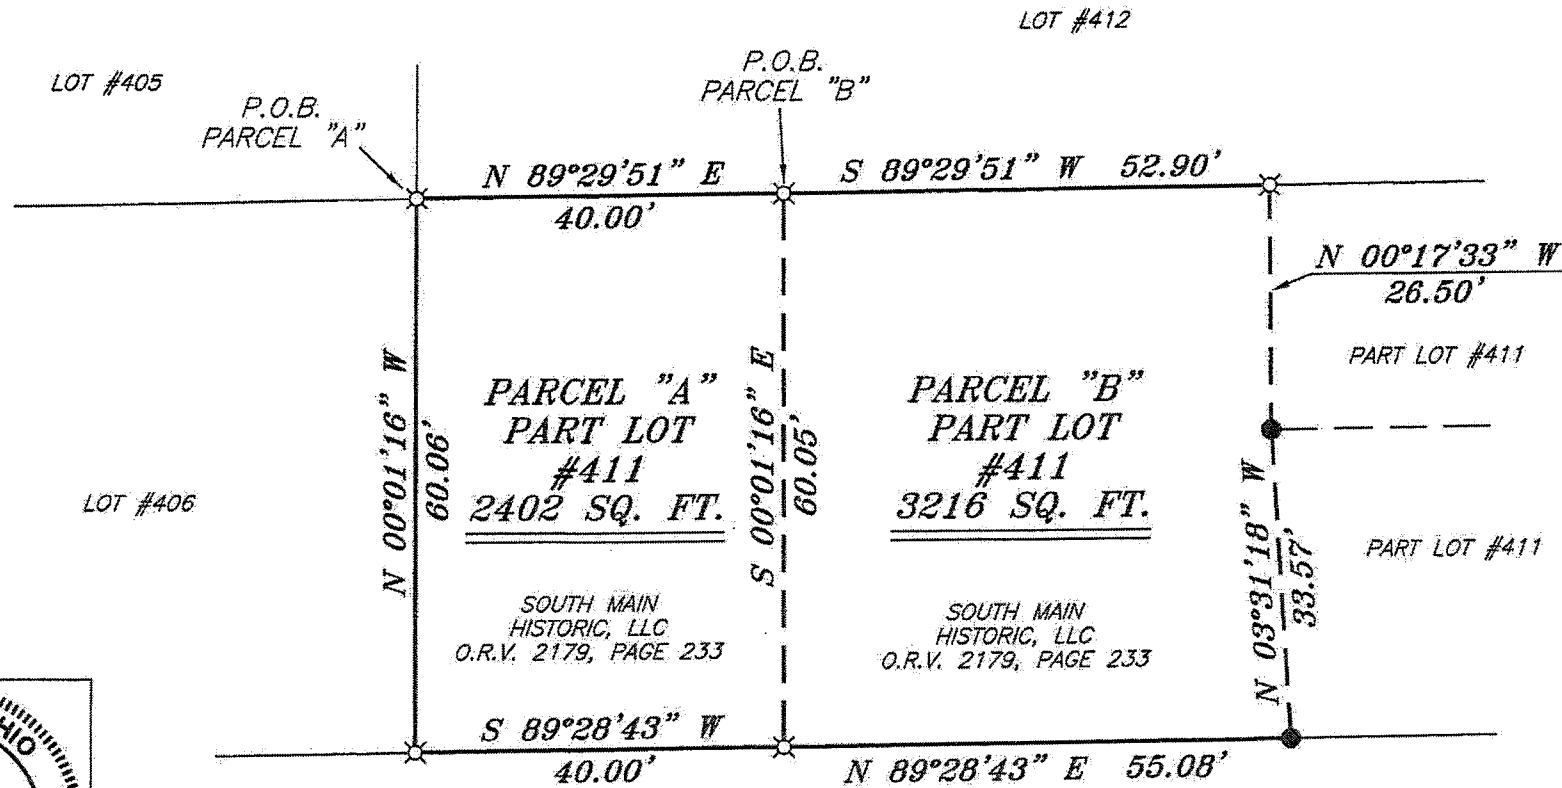 LOT #412
LOT #405
P.O.B.
PARCEL "A"
P.O.B.
PARCEL "B"
N 89°29'51" E
40.00'
S 89°29'51" W 52.90'
N 00°17'33" W
26.50'
PART LOT #411
N 00°01'16" W
60.06'
PARCEL "A"
PART LOT
#411
2402 SQ. FT.
S 00°01'16" E
60.05'
PARCEL "B"
PART LOT
#411
3216 SQ. FT.
LOT #406
N 03°31'18" W
33.57'
PART LOT #411
SOUTH MAIN
HISTORIC, LLC
O.R.V. 2179, PAGE 233
SOUTH MAIN
HISTORIC, LLC
O.R.V. 2179, PAGE 233
S 89°28'43" W
40.00'
N 89°28'43" E 55.08'
HIO